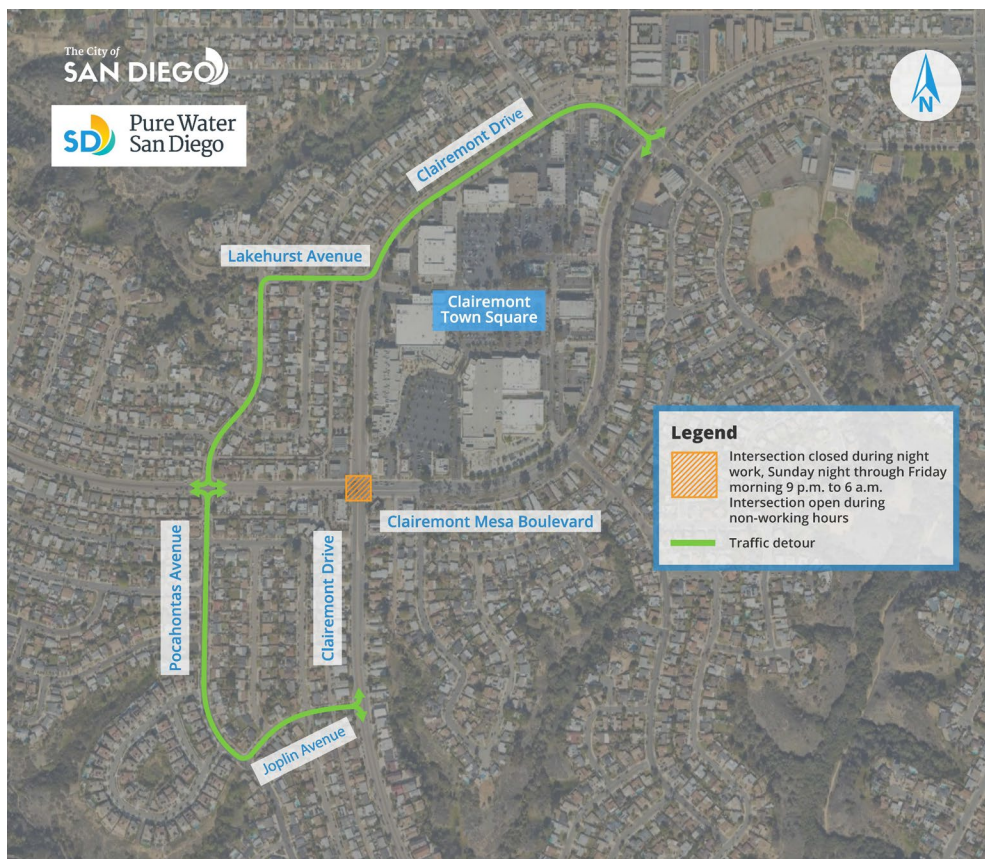 The City of
SAN DIEGO
SD
Pure Water
San Diego
N
Clairemont Drive
Lakehurst Avenue
Clairemont
Town Square
Legend
Intersection closed during night
work, Sunday night through Friday
morning 9 p.m. to 6 a.m.
Intersection open during
non-working hours
Traffic detour
Clairemont Mesa Boulevard
Pocahontas Avenue
Clairemont Drive
Joplin Avenue